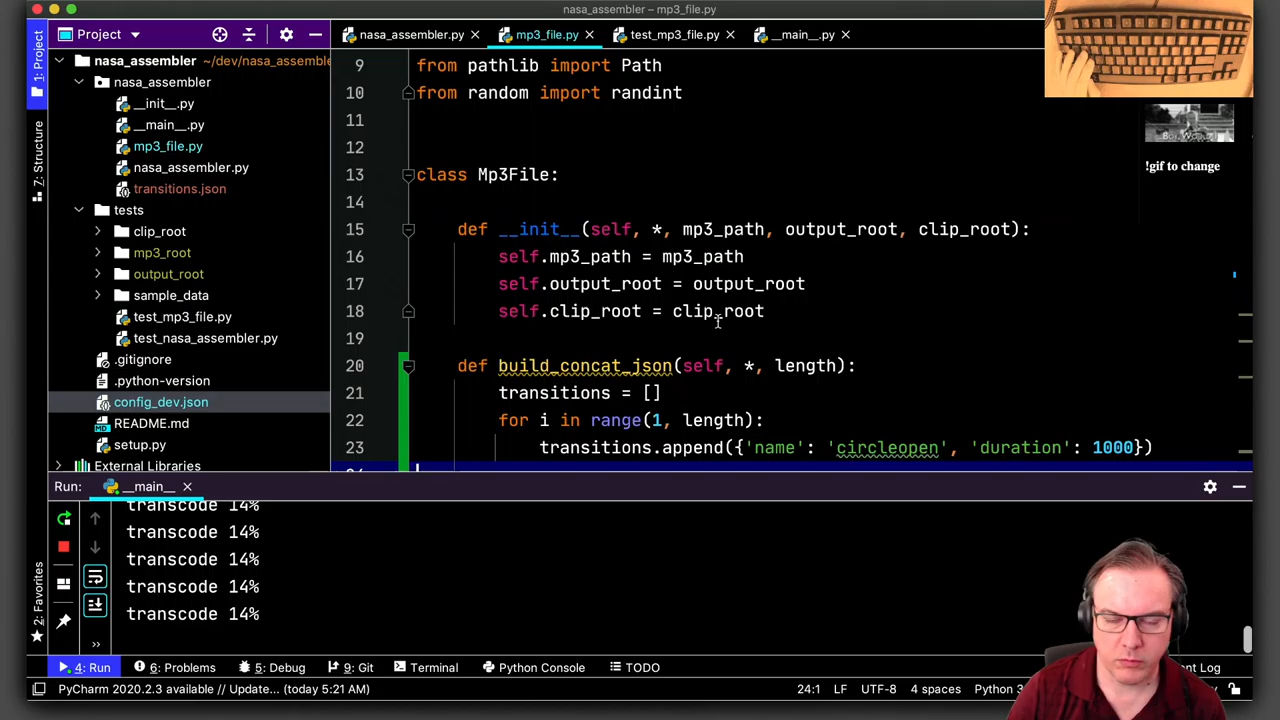 nasa_assembler – mp3_file.py
Project
nasa_assembler.py
mp3_file.py
test_mp3_file.py
__main__.py
1: Project
7: Structure
2: Favorites
nasa_assembler ~/dev/nasa_assemble
nasa_assembler
__init__.py
__main__.py
mp3_file.py
nasa_assembler.py
transitions.json
tests
clip_root
mp3_root
output_root
sample_data
test_mp3_file.py
test_nasa_assembler.py
.gitignore
.python-version
config_dev.json
README.md
setup.py
External Libraries
9 from pathlib import Path
10 from random import randint
11
12
13 class Mp3File:
14
15 def __init__(self, *, mp3_path, output_root, clip_root):
16 self.mp3_path = mp3_path
17 self.output_root = output_root
18 self.clip_root = clip_root
19
20 def build_concat_json(self, *, length):
21 transitions = []
22 for i in range(1, length):
23 transitions.append({'name': 'circleopen', 'duration': 1000})
24
!gif to change
Run: __main__
transcode 14%
transcode 14%
transcode 14%
transcode 14%
transcode 14%
4: Run
6: Problems
5: Debug
9: Git
Terminal
Python Console
TODO
nt Log
PyCharm 2020.2.3 available // Update... (today 5:21 AM)
24:1
LF
UTF-8
4 spaces
Python 3